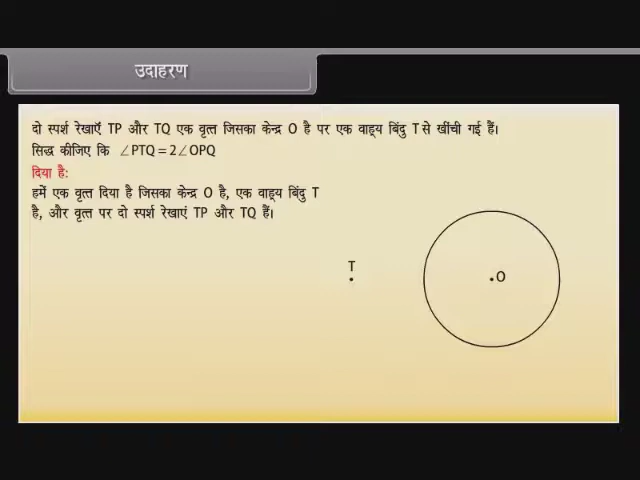 उदाहरण
दो स्पर्श रेखाएँ TP और TQ एक वृत्त जिसका केन्द्र O है पर एक वाह्य बिंदु T से खींची गई हैं।
सिद्ध कीजिए कि ∠PTQ = 2∠OPQ
दिया है:
हमें एक वृत्त दिया है जिसका केन्द्र O है, एक वाह्य बिंदु T
है, और वृत्त पर दो स्पर्श रेखाएं TP और TQ हैं।
T
O